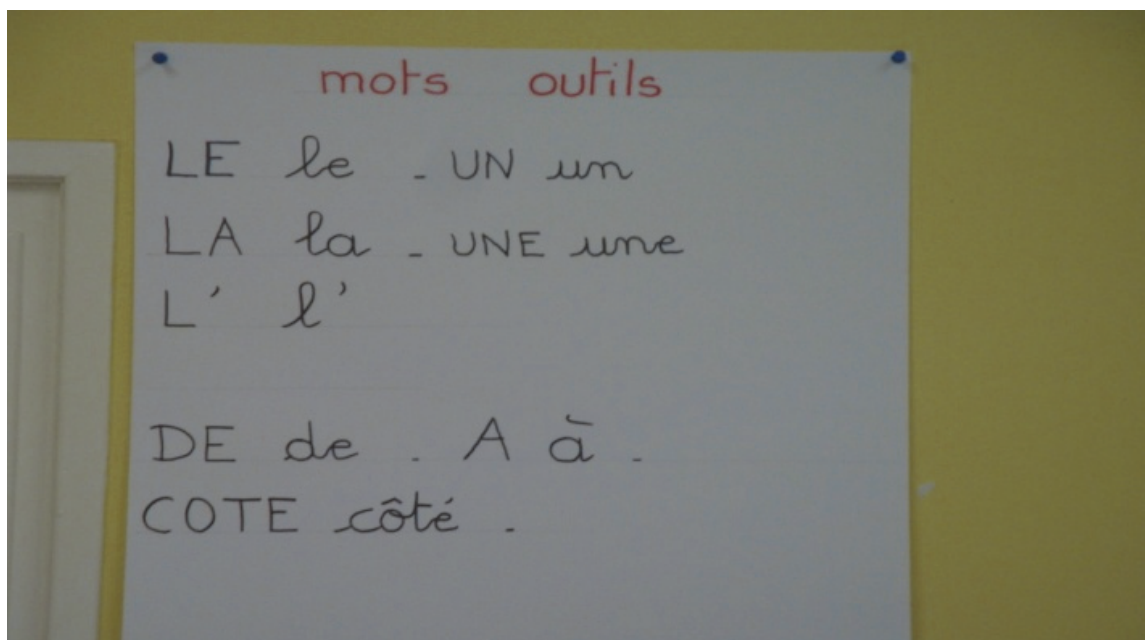 mots outils
LE le - UN un
LA la - UNE une
L' l'
DE de . A à .
COTE côté .